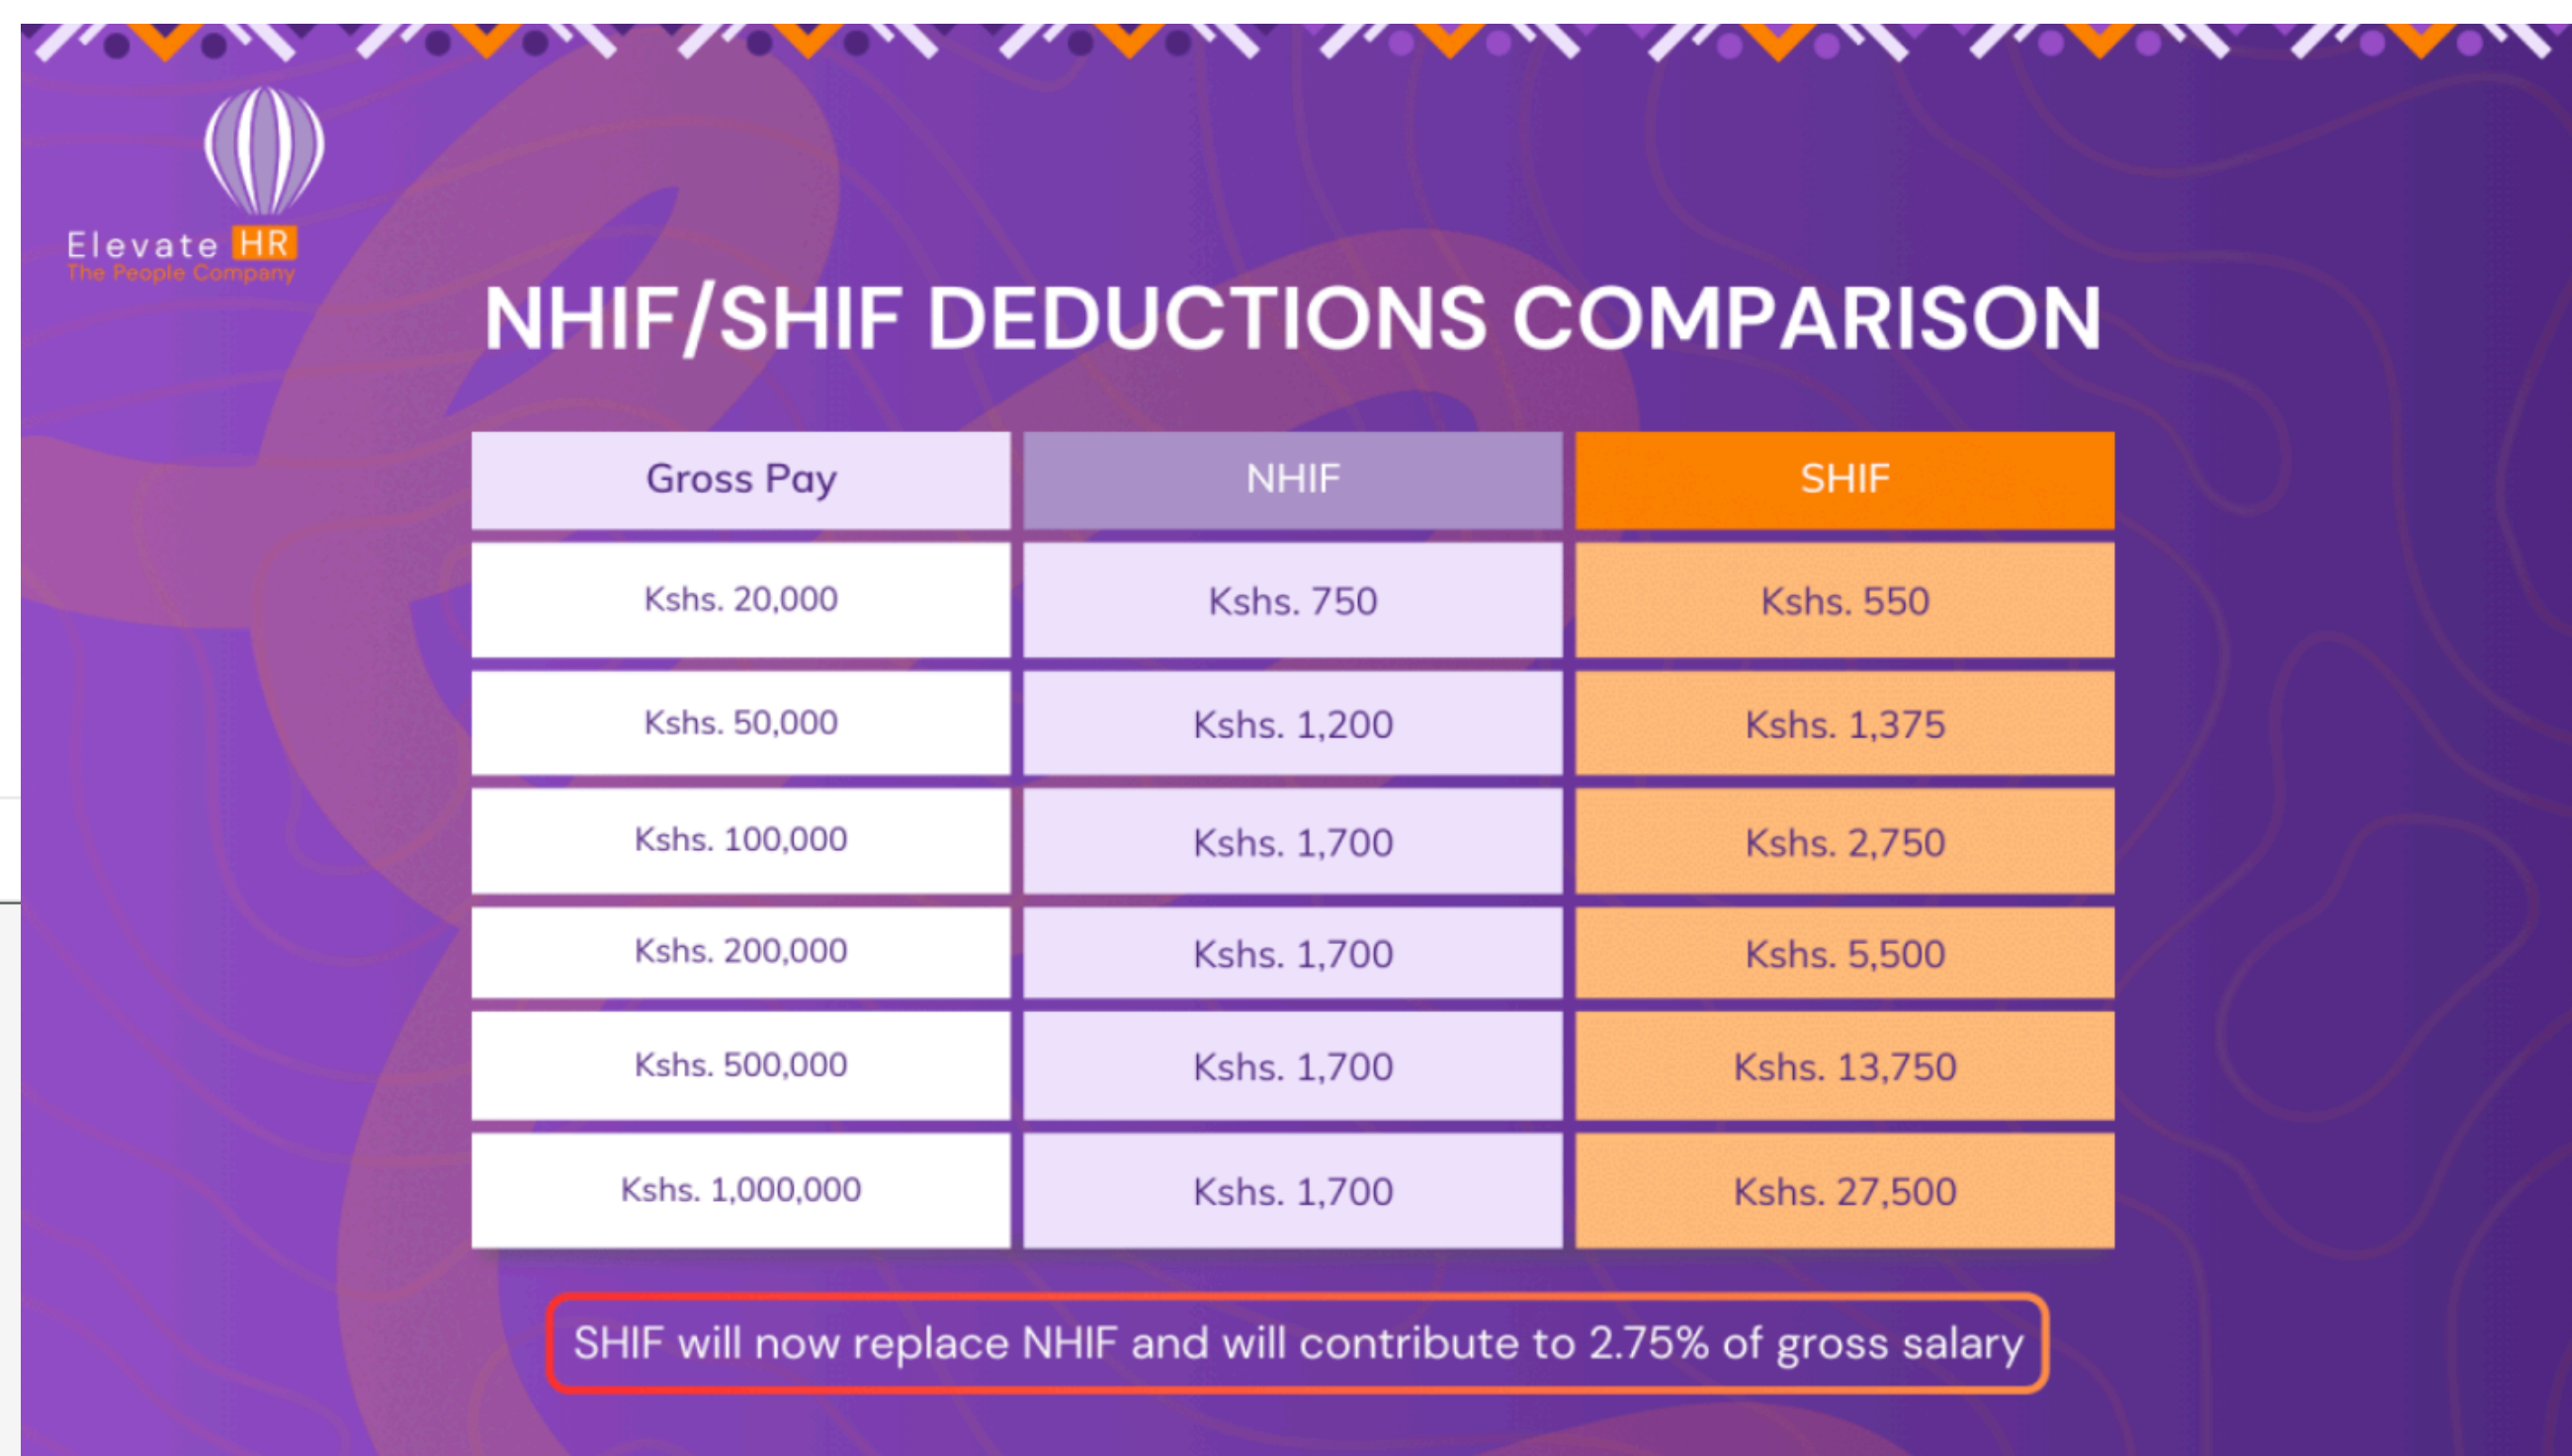 Elevate HR
The People Company
NHIF/SHIF DEDUCTIONS COMPARISON
Gross Pay NHIF SHIF
Kshs. 20,000 Kshs. 750 Kshs. 550
Kshs. 50,000 Kshs. 1,200 Kshs. 1,375
Kshs. 100,000 Kshs. 1,700 Kshs. 2,750
Kshs. 200,000 Kshs. 1,700 Kshs. 5,500
Kshs. 500,000 Kshs. 1,700 Kshs. 13,750
Kshs. 1,000,000 Kshs. 1,700 Kshs. 27,500
SHIF will now replace NHIF and will contribute to 2.75% of gross salary